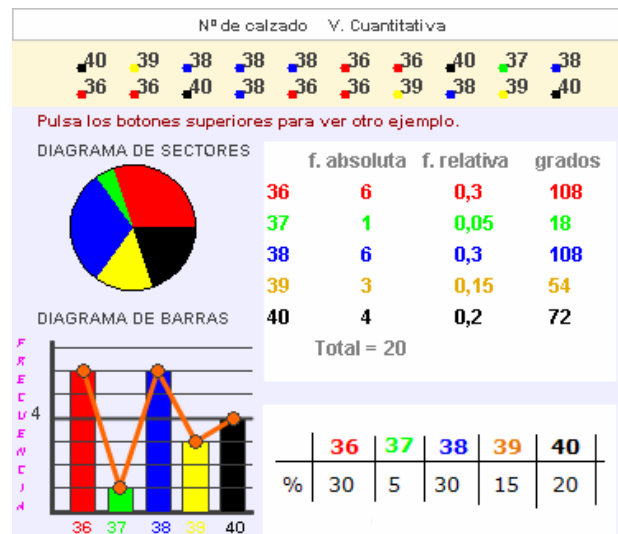 Nº de calzado V. Cuantitativa
40 39 38 38 38 36 36 40 37 38
36 36 40 38 36 36 39 38 39 40
Pulsa los botones superiores para ver otro ejemplo.
DIAGRAMA DE SECTORES
f. absoluta f. relativa grados
36 6 0,3 108
37 1 0,05 18
38 6 0,3 108
39 3 0,15 54
40 4 0,2 72
Total = 20
DIAGRAMA DE BARRAS
FRECUENCIA
4
36 37 38 39 40
36 37 38 39 40
% 30 5 30 15 20